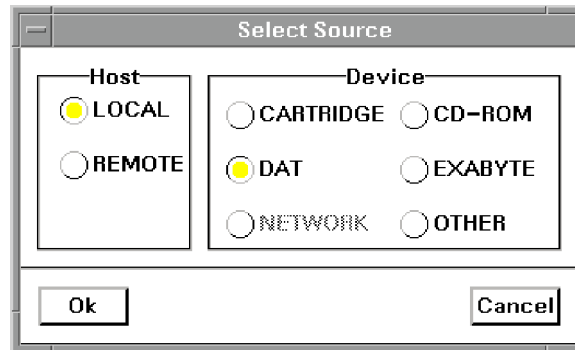 Select Source
Host
LOCAL
REMOTE
Device
CARTRIDGE CD-ROM
DAT EXABYTE
NETWORK OTHER
Ok Cancel